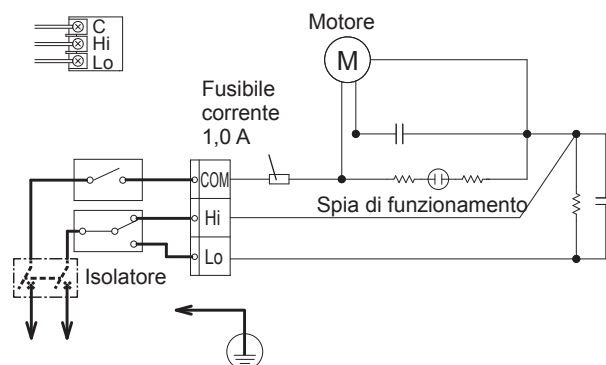 C
Hi
Lo
Motore
M
Fusibile
corrente
1,0 A
COM
Hi
Lo
Spia di funzionamento
Isolatore